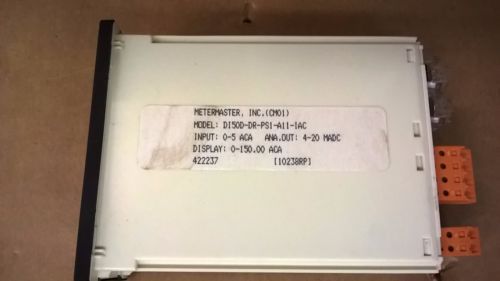 METERMASTER, INC.(CM01)
MODEL: DI50D-DR-PS1-A11-IAC
INPUT: 0-5 ACA ANA.OUT: 4-20 MADC
DISPLAY: 0-150.00 ACA
422237 [10238RP]